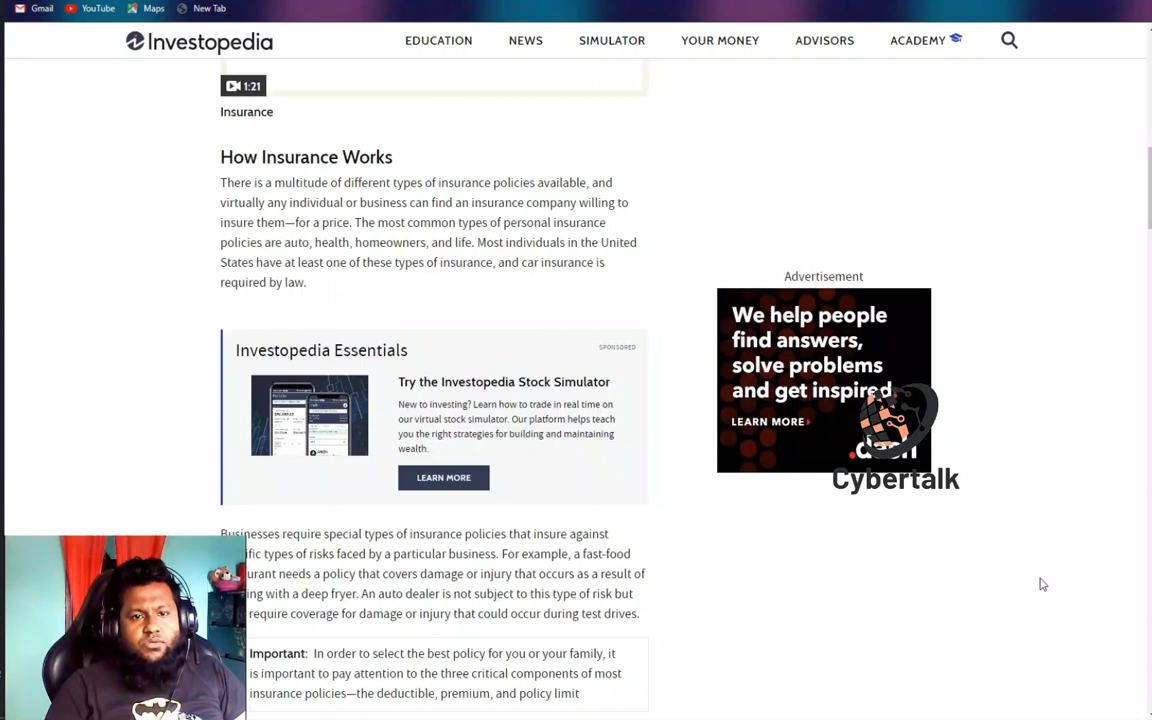 Gmail YouTube Maps New Tab
Investopedia EDUCATION NEWS SIMULATOR YOUR MONEY ADVISORS ACADEMY
1:21
Insurance
How Insurance Works
There is a multitude of different types of insurance policies available, and
virtually any individual or business can find an insurance company willing to
insure them—for a price. The most common types of personal insurance
policies are auto, health, homeowners, and life. Most individuals in the United
States have at least one of these types of insurance, and car insurance is
required by law.
Advertisement
We help people
find answers,
solve problems
and get inspired.
LEARN MORE
Cybertalk
Investopedia Essentials
SPONSORED
Try the Investopedia Stock Simulator
New to investing? Learn how to trade in real time on
our virtual stock simulator. Our platform helps teach
you the right strategies for building and maintaining
wealth.
LEARN MORE
Businesses require special types of insurance policies that insure against
types of risks faced by a particular business. For example, a fast-food
needs a policy that covers damage or injury that occurs as a result of
with a deep fryer. An auto dealer is not subject to this type of risk but
require coverage for damage or injury that could occur during test drives.
Important: In order to select the best policy for you or your family, it
is important to pay attention to the three critical components of most
insurance policies—the deductible, premium, and policy limit